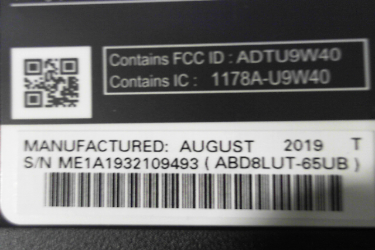 Contains FCC ID : ADTU9W40
Contains IC : 1178A-U9W40
MANUFACTURED: AUGUST 2019 T
S/N ME1A1932109493 ( ABD8LUT-65UB )